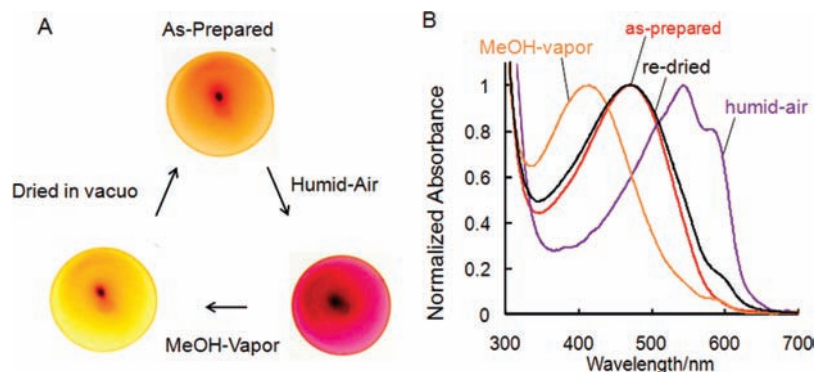 A
As-Prepared
Dried in vacuo
Humid-Air
MeOH-Vapor
B
MeOH-vapor
as-prepared
re-dried
humid-air
Normalized Absorbance
1
0.8
0.6
0.4
0.2
0
300 400 500 600 700
Wavelength/nm